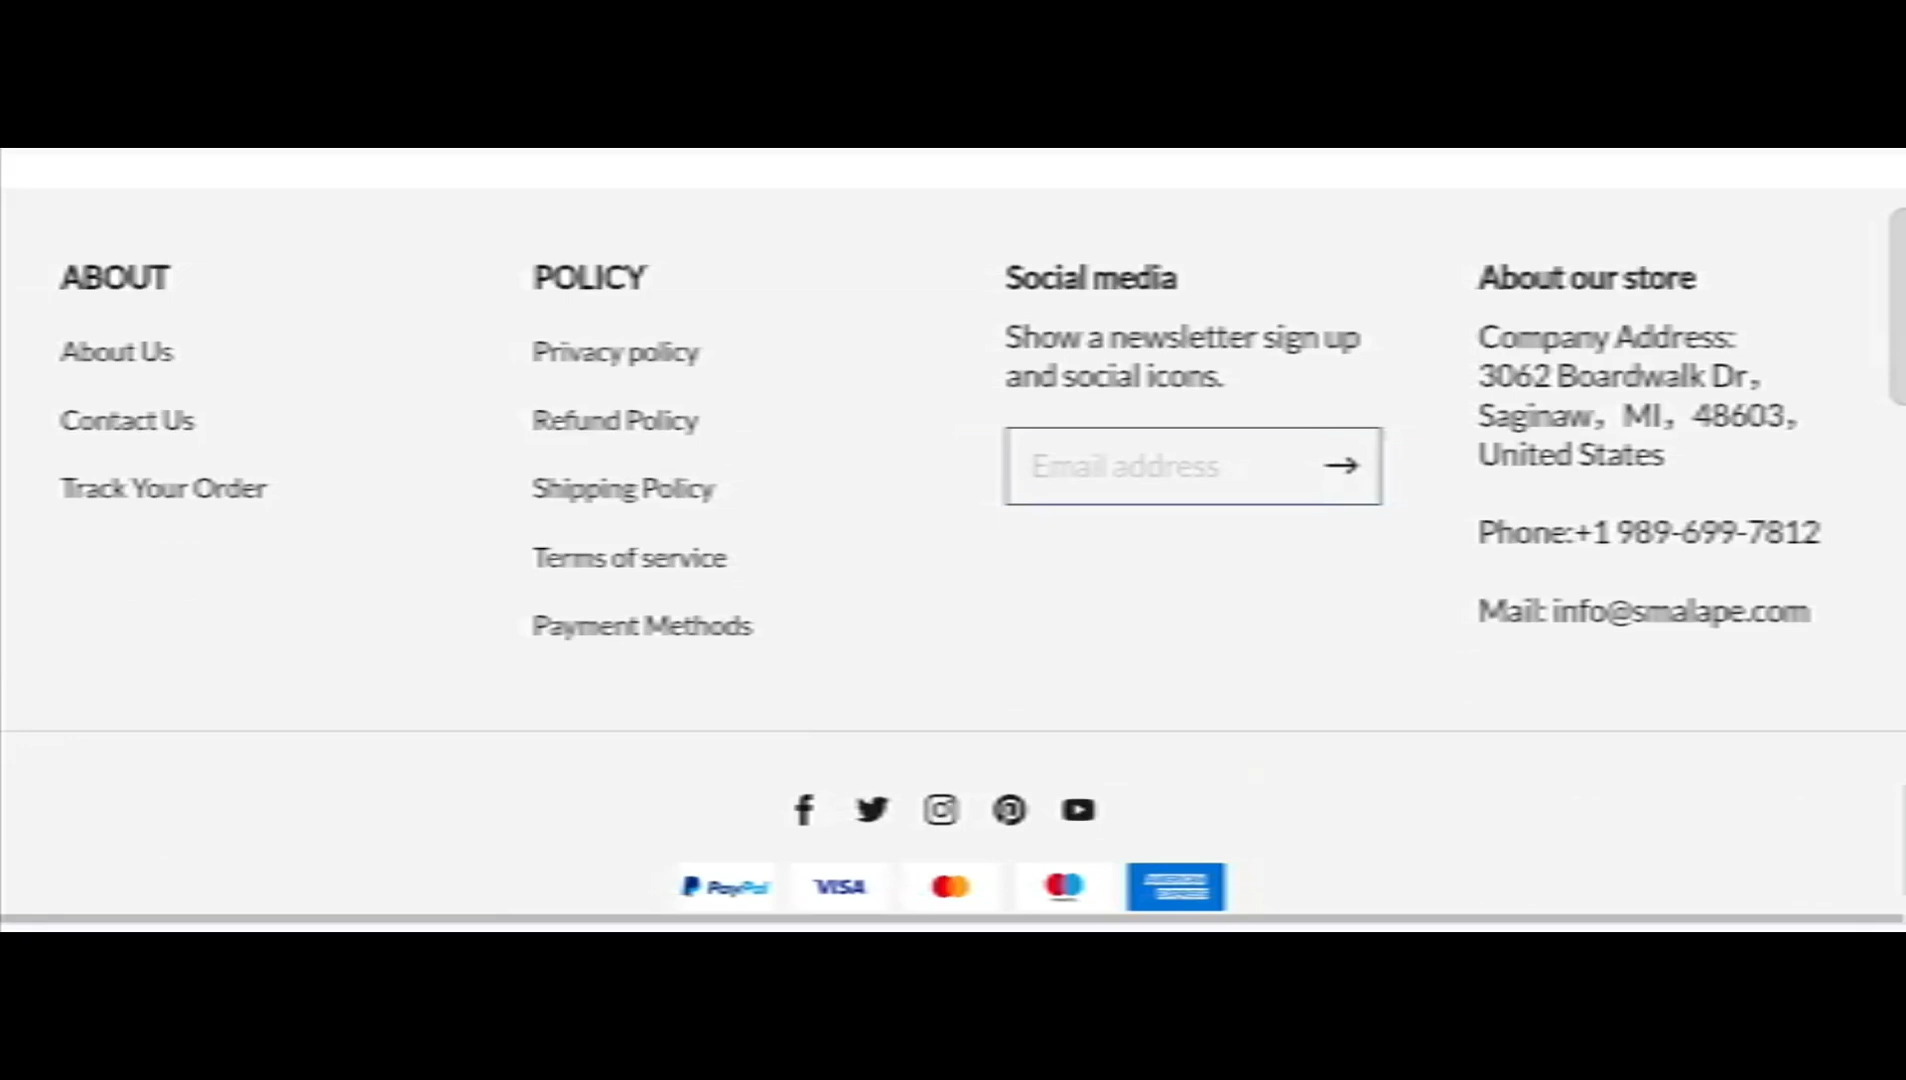 ABOUT
About Us
Contact Us
Track Your Order
POLICY
Privacy policy
Refund Policy
Shipping Policy
Terms of service
Payment Methods
Social media
Show a newsletter sign up
and social icons.
Email address
About our store
Company Address:
3062 Boardwalk Dr，
Saginaw，MI，48603，
United States
Phone:+1 989-699-7812
Mail: info@smalape.com
PayPal
VISA